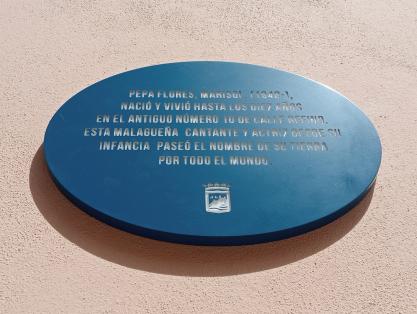 PEPA FLORES, MARISOL (1948-),
NACIÓ Y VIVIÓ HASTA LOS DIEZ AÑOS
EN EL ANTIGUO NÚMERO 10 DE CALLE REFINO.
ESTA MALAGUEÑA CANTANTE Y ACTRIZ DESDE SU
INFANCIA PASEÓ EL NOMBRE DE SU TIERRA
POR TODO EL MUNDO